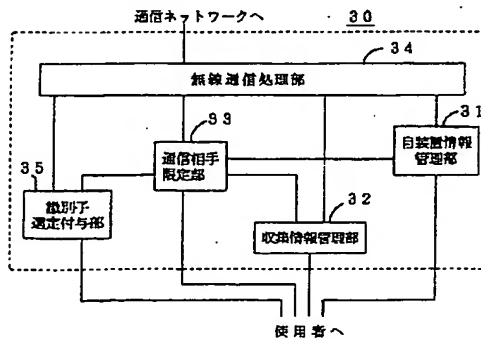 通信ネットワークへ
30
34
無線通信処理部
33
31
通信相手
限定部
自装置情報
管理部
35
識別子
選定付与部
32
収集情報管理部
使用者へ